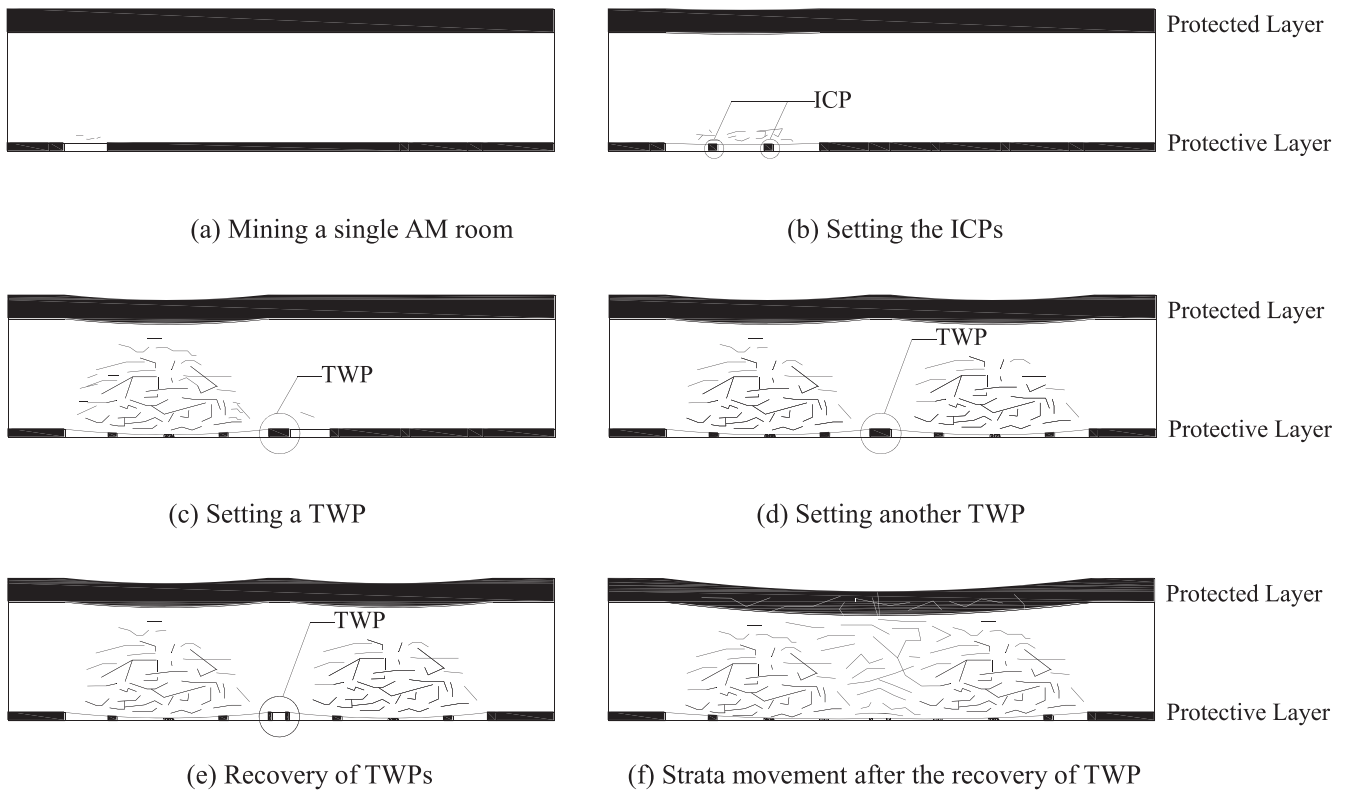 Protected Layer
ICP
Protective Layer
(a) Mining a single AM room
(b) Setting the ICPs
Protected Layer
TWP
TWP
Protective Layer
(c) Setting a TWP
(d) Setting another TWP
Protected Layer
TWP
Protective Layer
(e) Recovery of TWPs
(f) Strata movement after the recovery of TWP